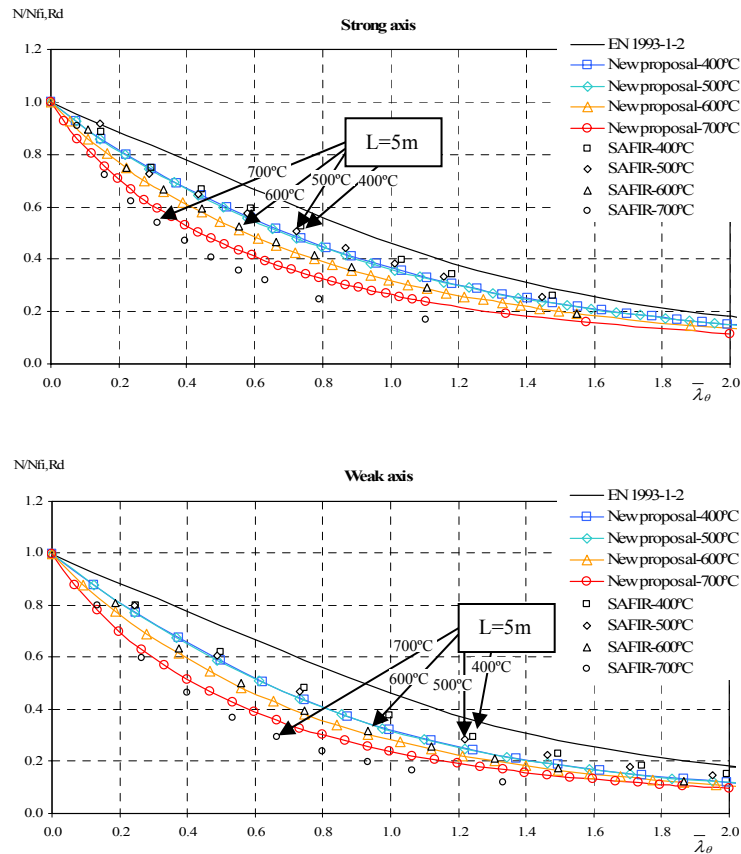 N/Nfi,Rd
Strong axis
EN 1993-1-2
New proposal-400ºC
New proposal-500ºC
New proposal-600ºC
New proposal-700ºC
SAFIR-400ºC
SAFIR-500ºC
SAFIR-600ºC
SAFIR-700ºC
L=5m
700ºC
600ºC
500ºC
400ºC
1.2
1.0
0.8
0.6
0.4
0.2
0.0
0.0 0.2 0.4 0.6 0.8 1.0 1.2 1.4 1.6 1.8 2.0
λ̄θ
N/Nfi,Rd
Weak axis
EN 1993-1-2
New proposal-400ºC
New proposal-500ºC
New proposal-600ºC
New proposal-700ºC
SAFIR-400ºC
SAFIR-500ºC
SAFIR-600ºC
SAFIR-700ºC
L=5m
700ºC
600ºC
500ºC
400ºC
1.2
1.0
0.8
0.6
0.4
0.2
0.0
0.0 0.2 0.4 0.6 0.8 1.0 1.2 1.4 1.6 1.8 2.0
λ̄θ